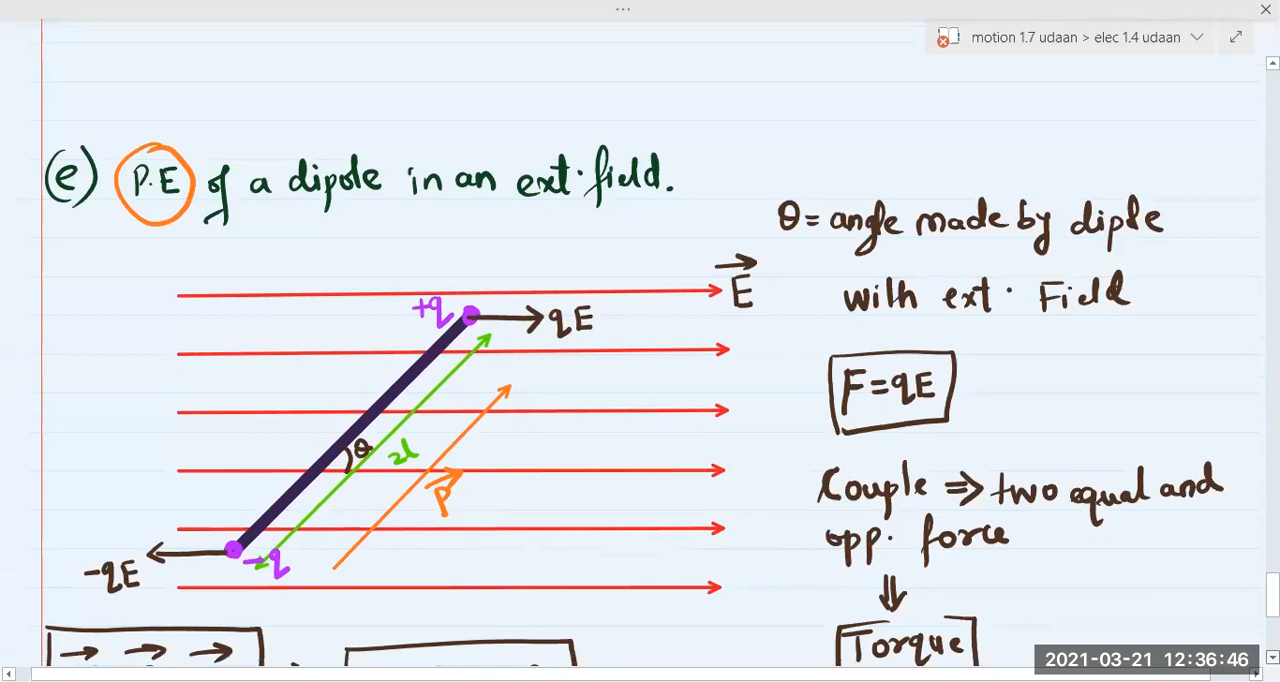 motion 1.7 udaan > elec 1.4 udaan
(e) P.E of a dipole in an ext. field.
θ = angle made by diple
with ext. Field
E
+q
qE
F = qE
θ
2l
P
Couple ⇒ two equal and
opp. force
-q
-qE
⇓
Torque
2021-03-21 12:36:46